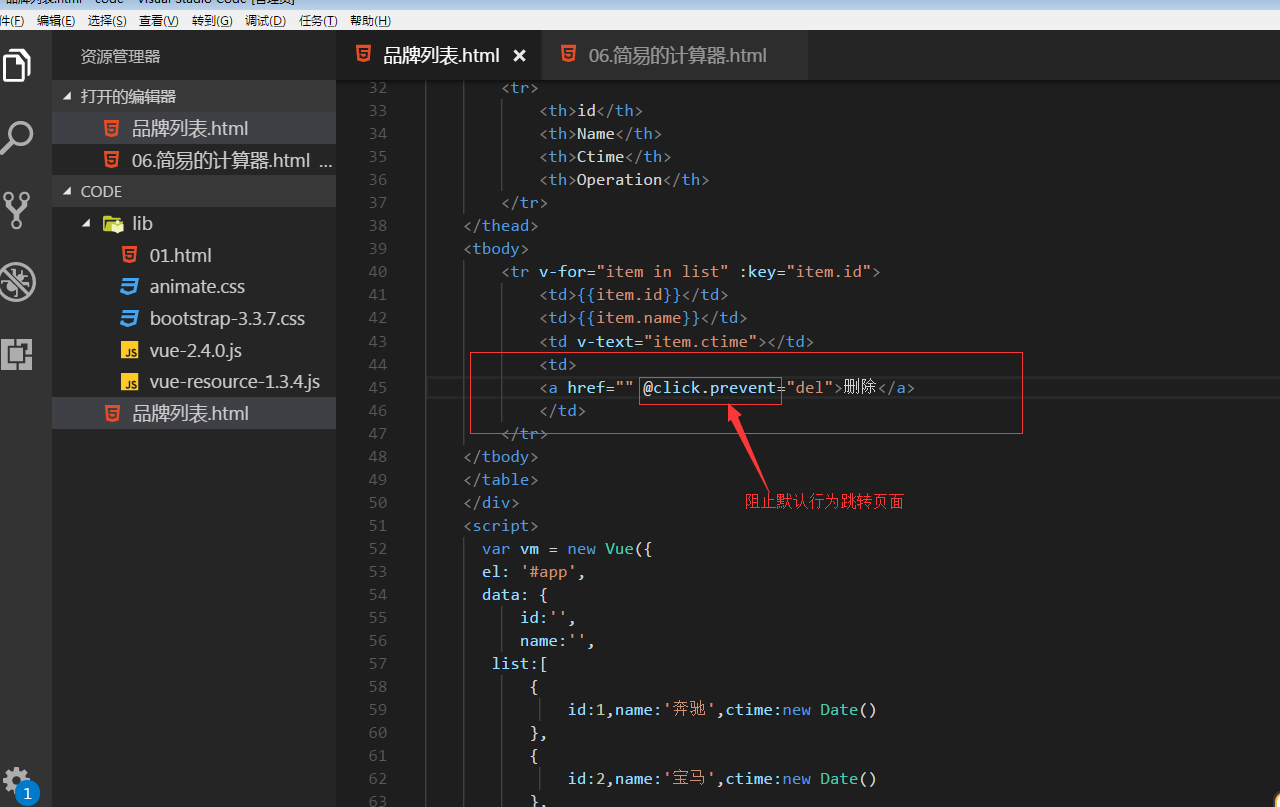 品牌列表.html - code - Visual Studio Code [管理员]
件(F) 编辑(E) 选择(S) 查看(V) 转到(G) 调试(D) 任务(T) 帮助(H)
资源管理器
打开的编辑器
品牌列表.html
06.简易的计算器.html ...
CODE
lib
01.html
animate.css
bootstrap-3.3.7.css
JS vue-2.4.0.js
JS vue-resource-1.3.4.js
品牌列表.html
1
品牌列表.html ×
06.简易的计算器.html
32 <tr>
33 <th>id</th>
34 <th>Name</th>
35 <th>Ctime</th>
36 <th>Operation</th>
37 </tr>
38 </thead>
39 <tbody>
40 <tr v-for="item in list" :key="item.id">
41 <td>{{item.id}}</td>
42 <td>{{item.name}}</td>
43 <td v-text="item.ctime"></td>
44 <td>
45 <a href="" @click.prevent="del">删除</a>
46 </td>
47 </tr>
48 </tbody>
49 </table>
50 </div>
阻止默认行为跳转页面
51 <script>
52 var vm = new Vue({
53 el: '#app',
54 data: {
55 id:'',
56 name:'',
57 list:[
58 {
59 id:1,name:'奔驰',ctime:new Date()
60 },
61 {
62 id:2,name:'宝马',ctime:new Date()
63 },